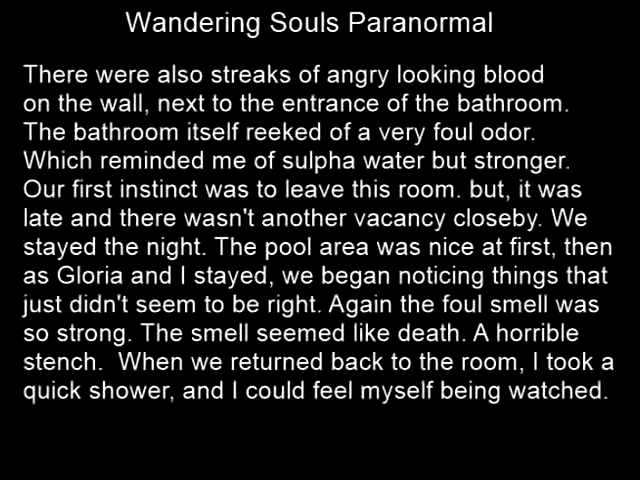 Wandering Souls Paranormal
There were also streaks of angry looking blood
on the wall, next to the entrance of the bathroom.
The bathroom itself reeked of a very foul odor.
Which reminded me of sulpha water but stronger.
Our first instinct was to leave this room. but, it was
late and there wasn't another vacancy closeby. We
stayed the night. The pool area was nice at first, then
as Gloria and I stayed, we began noticing things that
just didn't seem to be right. Again the foul smell was
so strong. The smell seemed like death. A horrible
stench.  When we returned back to the room, I took a
quick shower, and I could feel myself being watched.